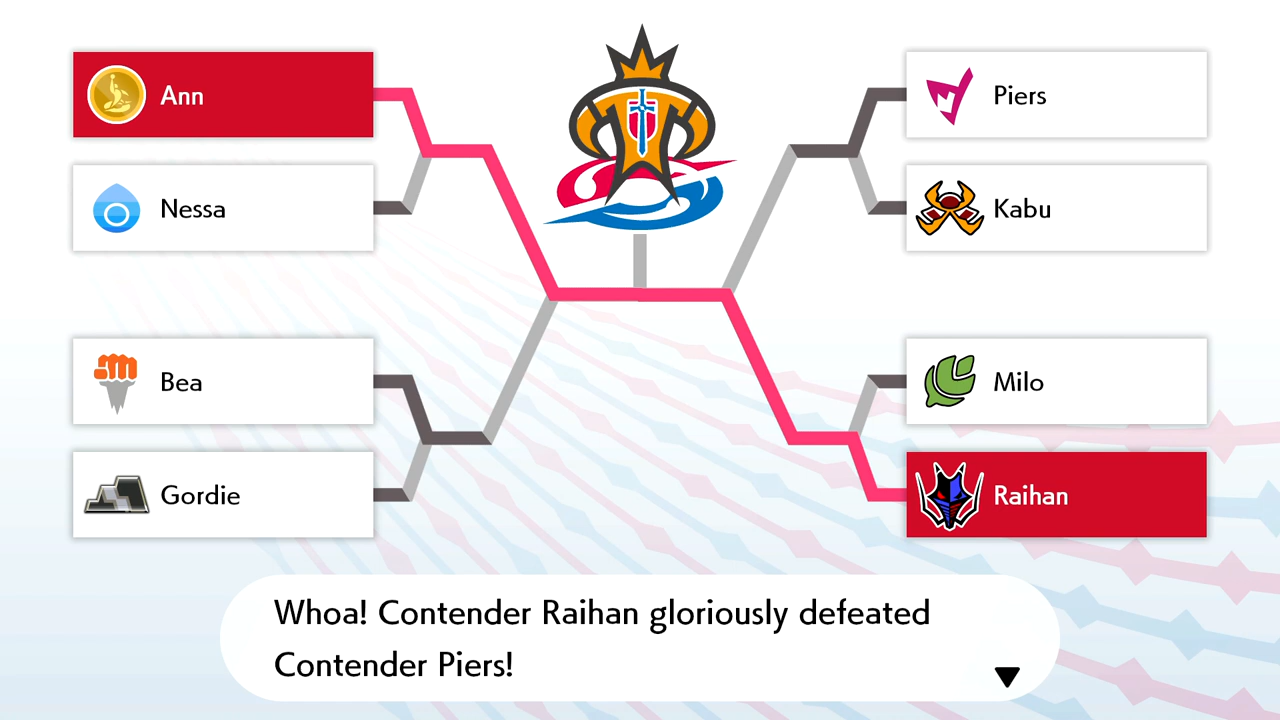 Ann
Nessa
Bea
Gordie
Piers
Kabu
Milo
Raihan
Whoa! Contender Raihan gloriously defeated
Contender Piers!